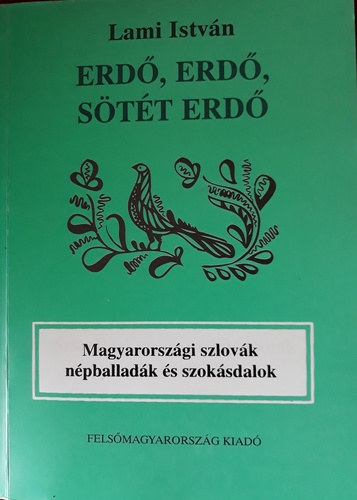 Lami István
ERDŐ, ERDŐ,
SÖTÉT ERDŐ
Magyarországi szlovák
népballadák és szokásdalok
FELSŐMAGYARORSZÁG KIADÓ